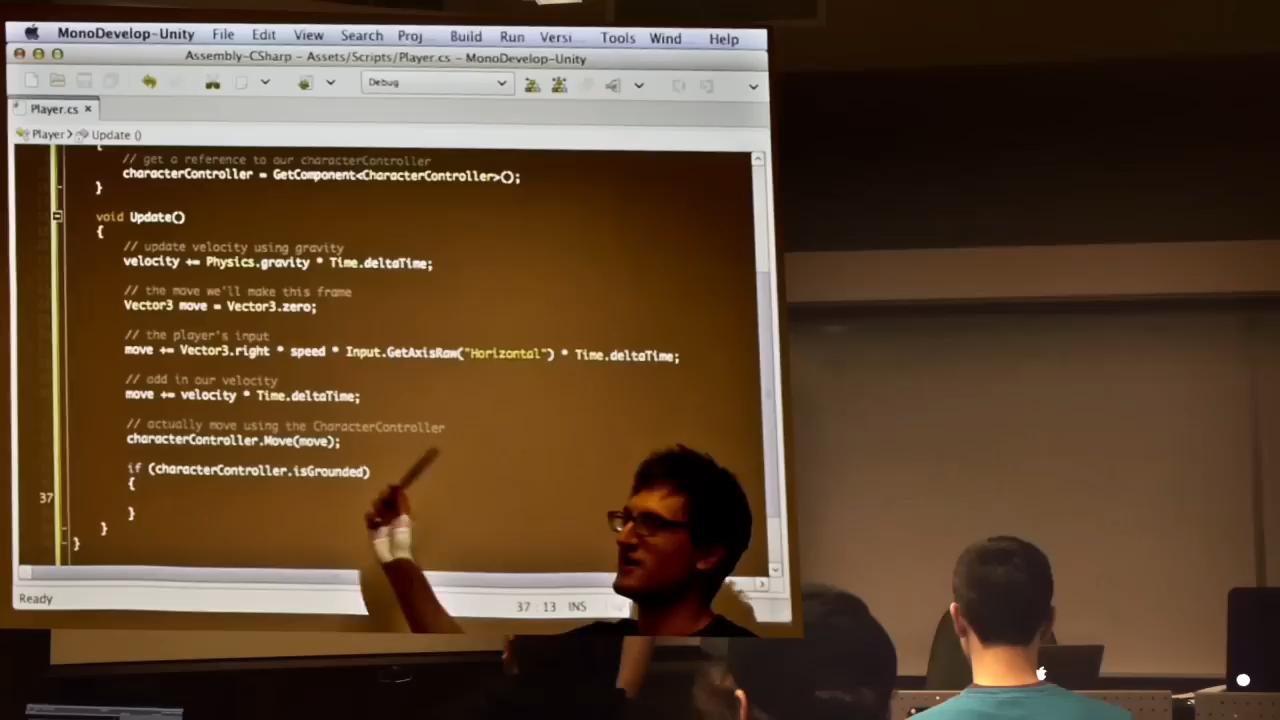 MonoDevelop-Unity File Edit View Search Proj Build Run Versi Tools Wind Help
Assembly-CSharp - Assets/Scripts/Player.cs - MonoDevelop-Unity
Debug
Player.cs ×
Player > Update ()
{
// get a reference to our characterController
characterController = GetComponent<CharacterController>();
}
void Update()
{
// update velocity using gravity
velocity += Physics.gravity * Time.deltaTime;
// the move we'll make this frame
Vector3 move = Vector3.zero;
// the player's input
move += Vector3.right * speed * Input.GetAxisRaw("Horizontal") * Time.deltaTime;
// add in our velocity
move += velocity * Time.deltaTime;
// actually move using the CharacterController
characterController.Move(move);
if (characterController.isGrounded)
{
37
}
}
}
Ready 37 : 13 INS